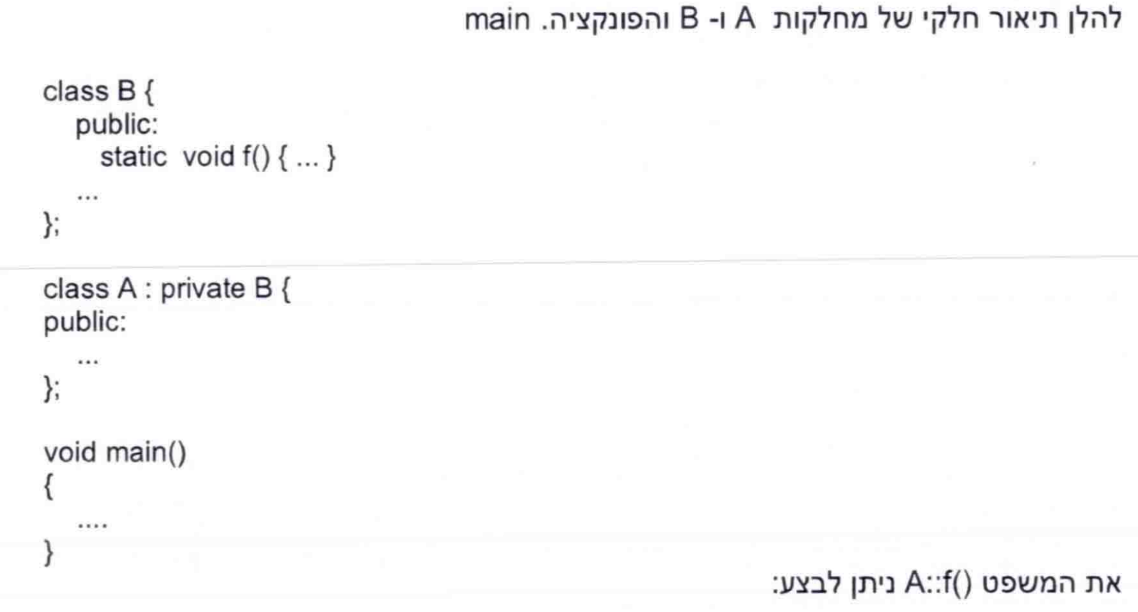 להלן תיאור חלקי של מחלקות A ו- B והפונקציה. main
class B {
public:
static void f() { ... }
...
};
class A : private B {
public:
...
};
void main()
{
....
}
את המשפט A::f() ניתן לבצע: